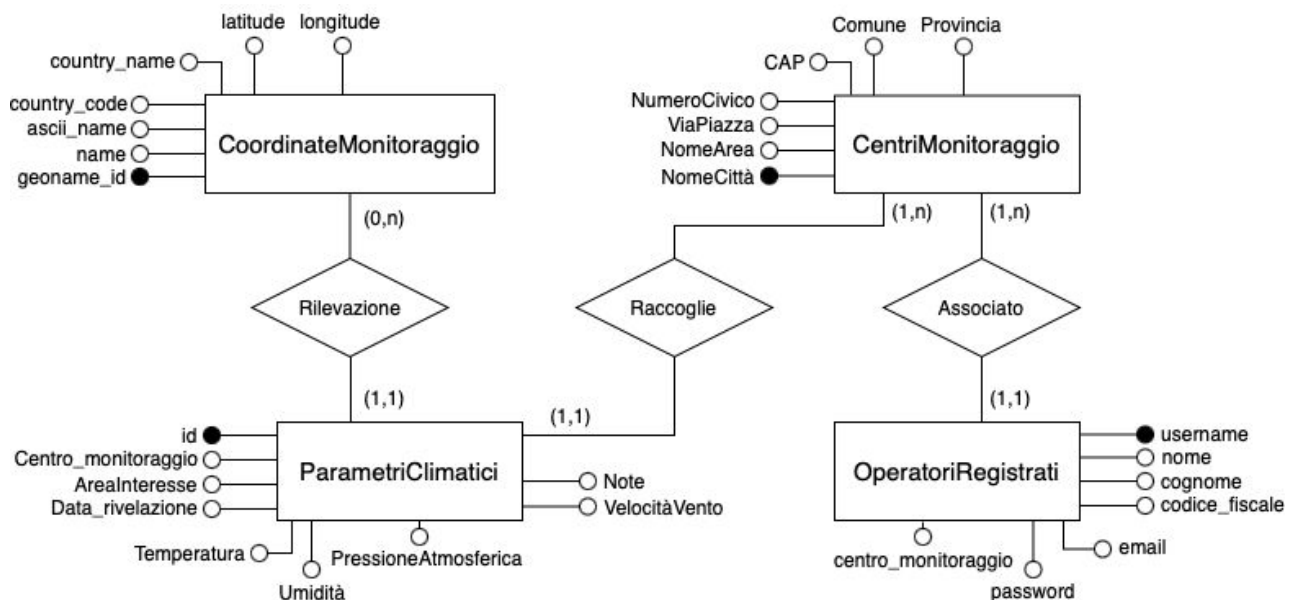 latitude
longitude
country_name
country_code
ascii_name
name
geoname_id
CoordinateMonitoraggio
Comune
Provincia
CAP
NumeroCivico
ViaPiazza
NomeArea
NomeCittà
CentriMonitoraggio
(0,n)
(1,n)
(1,n)
Rilevazione
Raccoglie
Associato
(1,1)
(1,1)
(1,1)
id
Centro_monitoraggio
AreaInteresse
Data_rivelazione
ParametriClimatici
Note
VelocitàVento
Temperatura
Umidità
PressioneAtmosferica
OperatoriRegistrati
username
nome
cognome
codice_fiscale
email
centro_monitoraggio
password